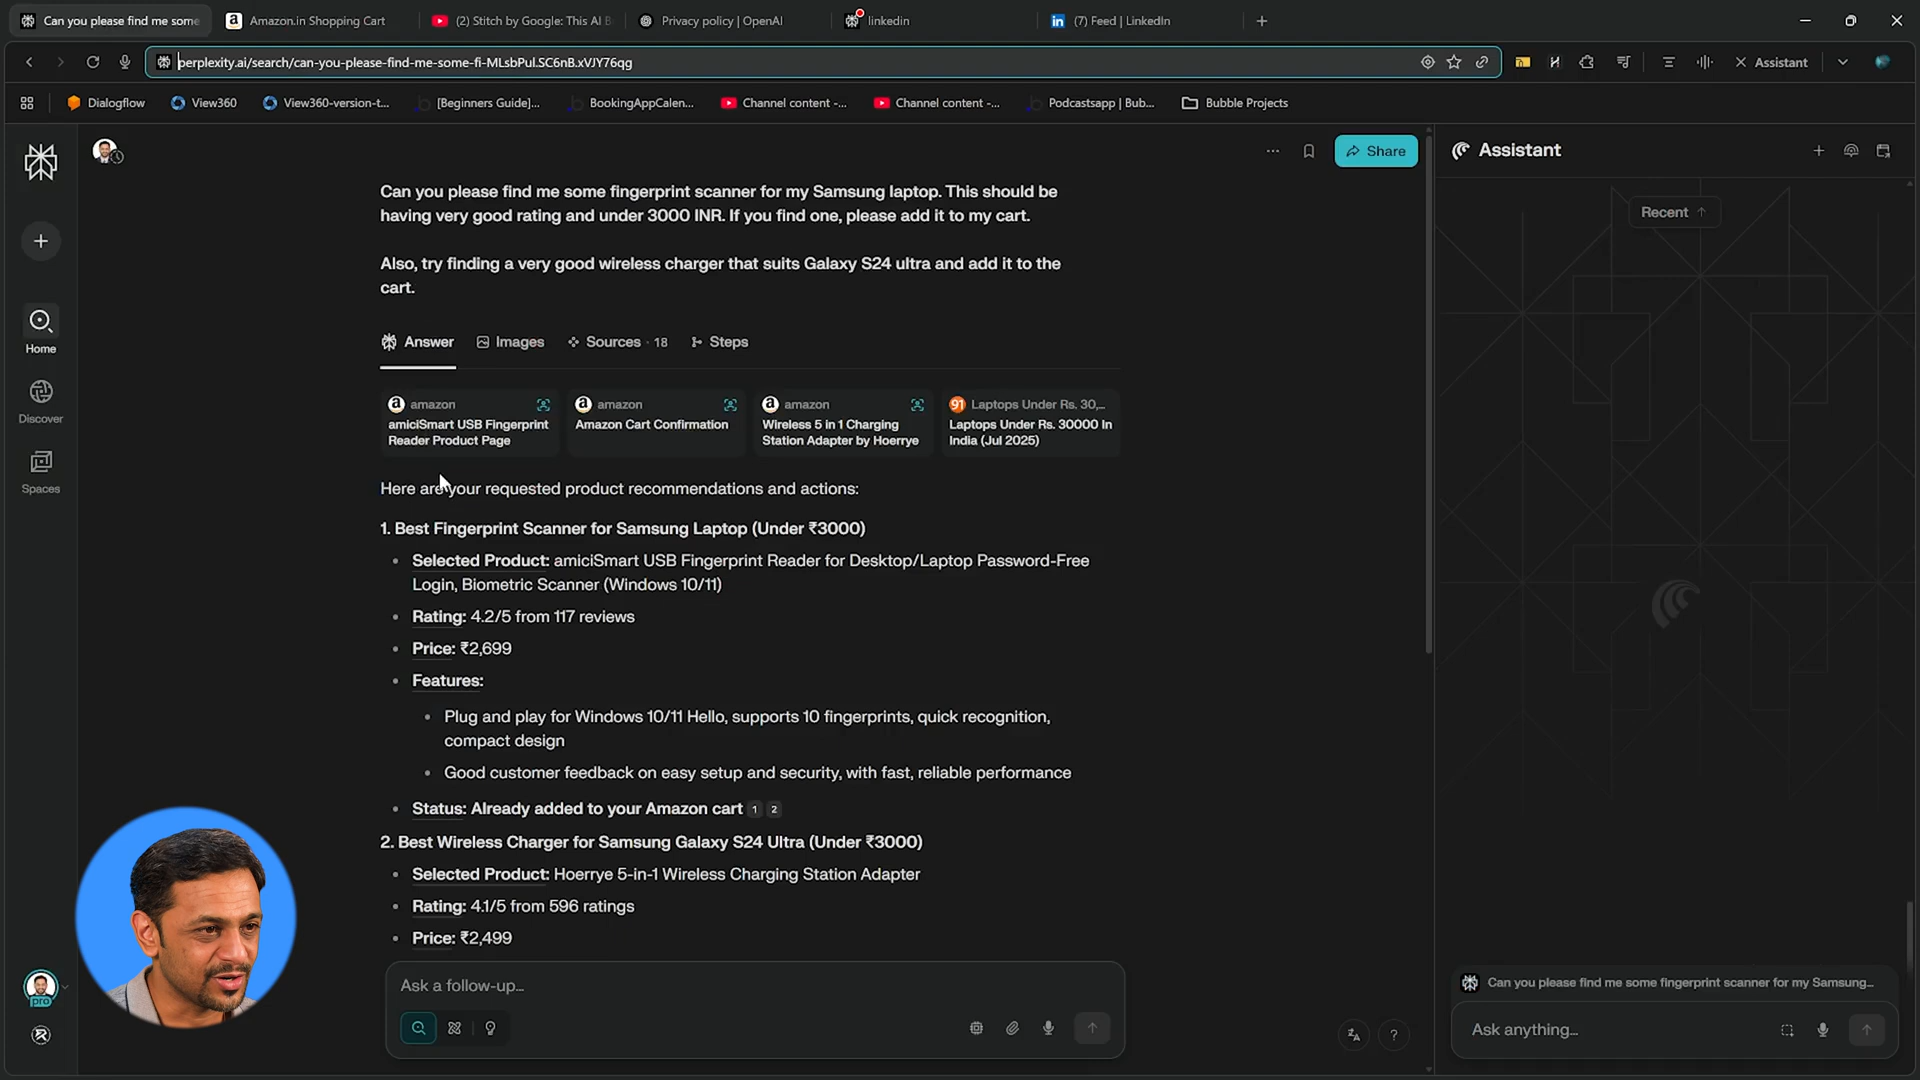 Can you please find me some
Amazon.in Shopping Cart
(2) Stitch by Google: This AI B
Privacy policy | OpenAI
linkedin
(7) Feed | LinkedIn
perplexity.ai/search/can-you-please-find-me-some-fi-MLsbPul.SC6nB.xVJY76qg
Assistant
Dialogflow
View360
View360-version-t...
[Beginners Guide]...
BookingAppCalen...
Channel content -...
Channel content -...
Podcastsapp | Bub...
Bubble Projects
Share
Assistant
Recent
Can you please find me some fingerprint scanner for my Samsung laptop. This should be
having very good rating and under 3000 INR. If you find one, please add it to my cart.
Also, try finding a very good wireless charger that suits Galaxy S24 ultra and add it to the
cart.
Home
Discover
Spaces
Answer
Images
Sources · 18
Steps
amazon
amiciSmart USB Fingerprint
Reader Product Page
amazon
Amazon Cart Confirmation
amazon
Wireless 5 in 1 Charging
Station Adapter by Hoerrye
91
Laptops Under Rs. 30,...
Laptops Under Rs. 30000 In
India (Jul 2025)
Here are your requested product recommendations and actions:
1. Best Fingerprint Scanner for Samsung Laptop (Under ₹3000)
• Selected Product: amiciSmart USB Fingerprint Reader for Desktop/Laptop Password-Free
Login, Biometric Scanner (Windows 10/11)
• Rating: 4.2/5 from 117 reviews
• Price: ₹2,699
• Features:
• Plug and play for Windows 10/11 Hello, supports 10 fingerprints, quick recognition,
compact design
• Good customer feedback on easy setup and security, with fast, reliable performance
• Status: Already added to your Amazon cart 1 2
2. Best Wireless Charger for Samsung Galaxy S24 Ultra (Under ₹3000)
• Selected Product: Hoerrye 5-in-1 Wireless Charging Station Adapter
• Rating: 4.1/5 from 596 ratings
• Price: ₹2,499
Ask a follow-up...
pro
Can you please find me some fingerprint scanner for my Samsung...
Ask anything...